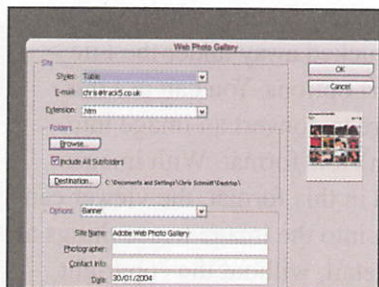 Web Photo Gallery
Site
Styles: Table
OK
E-mail: chris@track5.co.uk
Cancel
Extension: .htm
Folders
Browse...
Include All Subfolders
Destination... C:\Documents and Settings\Chris Schmidt\Desktop\
Options: Banner
Site Name: Adobe Web Photo Gallery
Photographer:
Contact Info:
Date: 30/01/2004